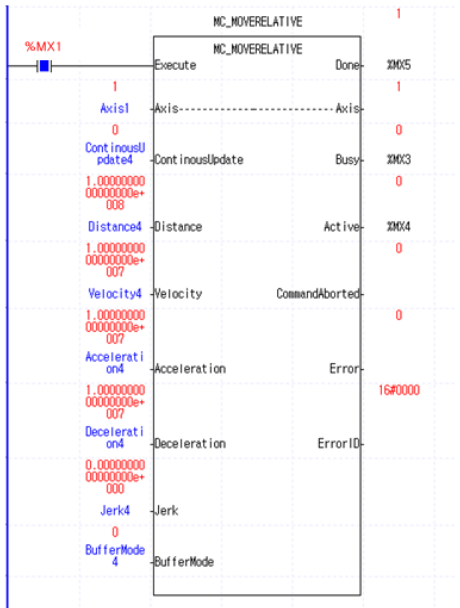 MC_MOVERELATIVE 1
%MX1 MC_MOVERELATIVE
Execute Done %MX5
1 1
Axis1 Axis Axis
0 0
ContinousU
pdate4 ContinousUpdate Busy %MX3
1.00000000
00000000e+
008 0
Distance4 Distance Active %MX4
1.00000000
00000000e+
007 0
Velocity4 Velocity CommandAborted
1.00000000
00000000e+
007 0
Accelerati
on4 Acceleration Error
1.00000000
00000000e+
007 16#0000
Decelerati
on4 Deceleration ErrorID
0.00000000
00000000e+
000
Jerk4 Jerk
0
BufferMode
4 BufferMode